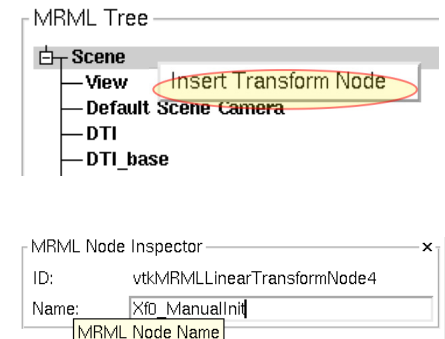 MRML Tree
Scene
Insert Transform Node
View
Default Scene Camera
DTI
DTI_base
MRML Node Inspector
x
ID: vtkMRMLLinearTransformNode4
Name: Xf0_ManualInit
MRML Node Name